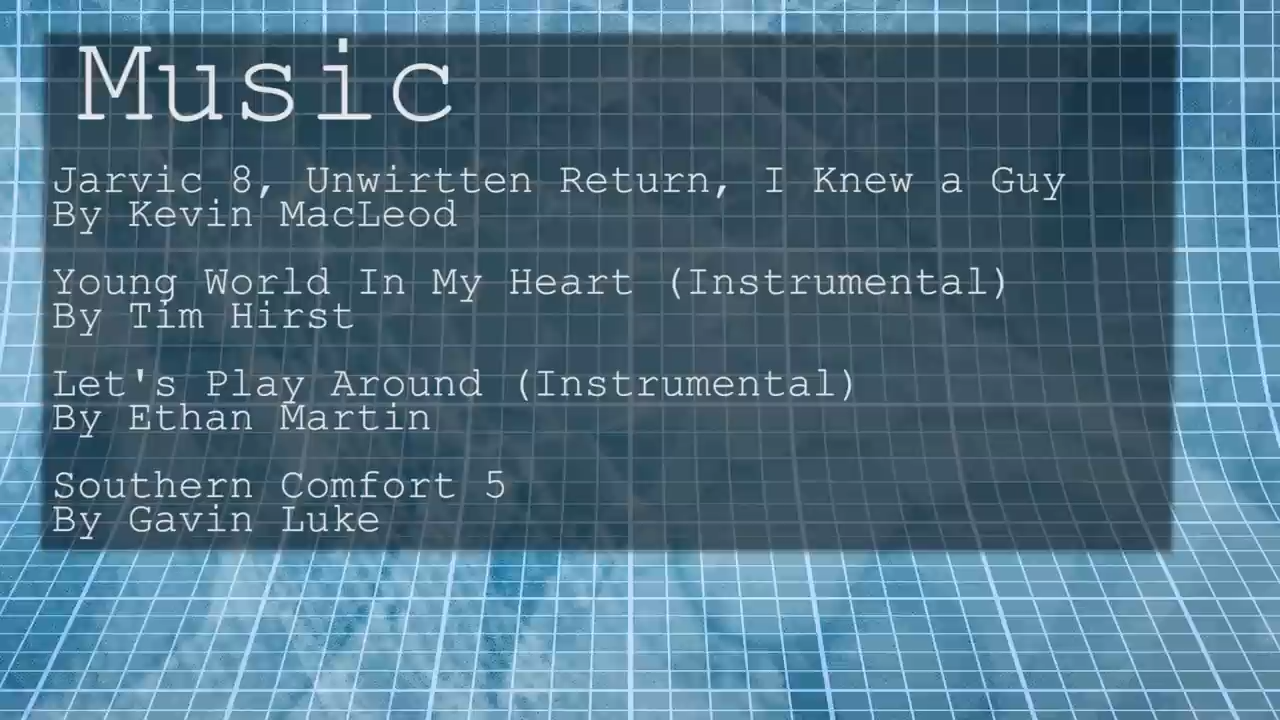 Music
Jarvic 8, Unwirtten Return, I Knew a Guy
By Kevin MacLeod
Young World In My Heart (Instrumental)
By Tim Hirst
Let's Play Around (Instrumental)
By Ethan Martin
Southern Comfort 5
By Gavin Luke